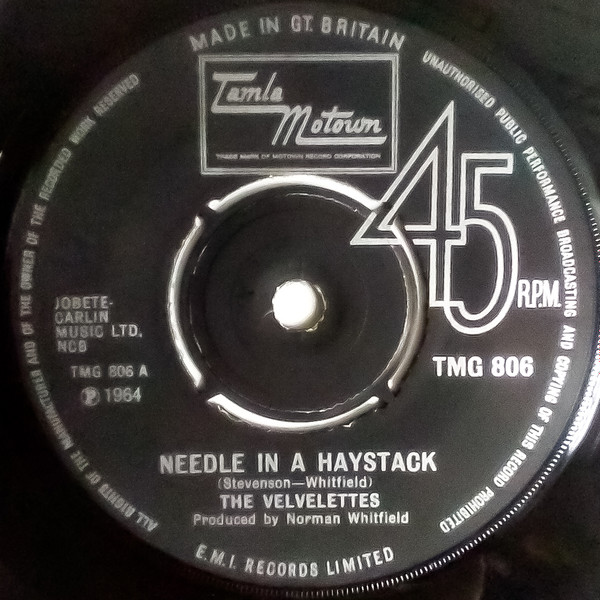 MADE IN GT. BRITAIN
Tamla
Motown
TRADE MARK OF MOTOWN RECORD CORPORATION
45
R.P.M.
JOBETE-
CARLIN
MUSIC LTD.
NCB
TMG 806 A
℗ 1964
TMG 806
NEEDLE IN A HAYSTACK
(Stevenson—Whitfield)
THE VELVELETTES
Produced by Norman Whitfield
E.M.I. RECORDS LIMITED
ALL RIGHTS OF THE MANUFACTURER AND OF THE OWNER OF THE RECORDED WORK RESERVED
UNAUTHORISED PUBLIC PERFORMANCE BROADCASTING AND COPYING OF THIS RECORD PROHIBITED